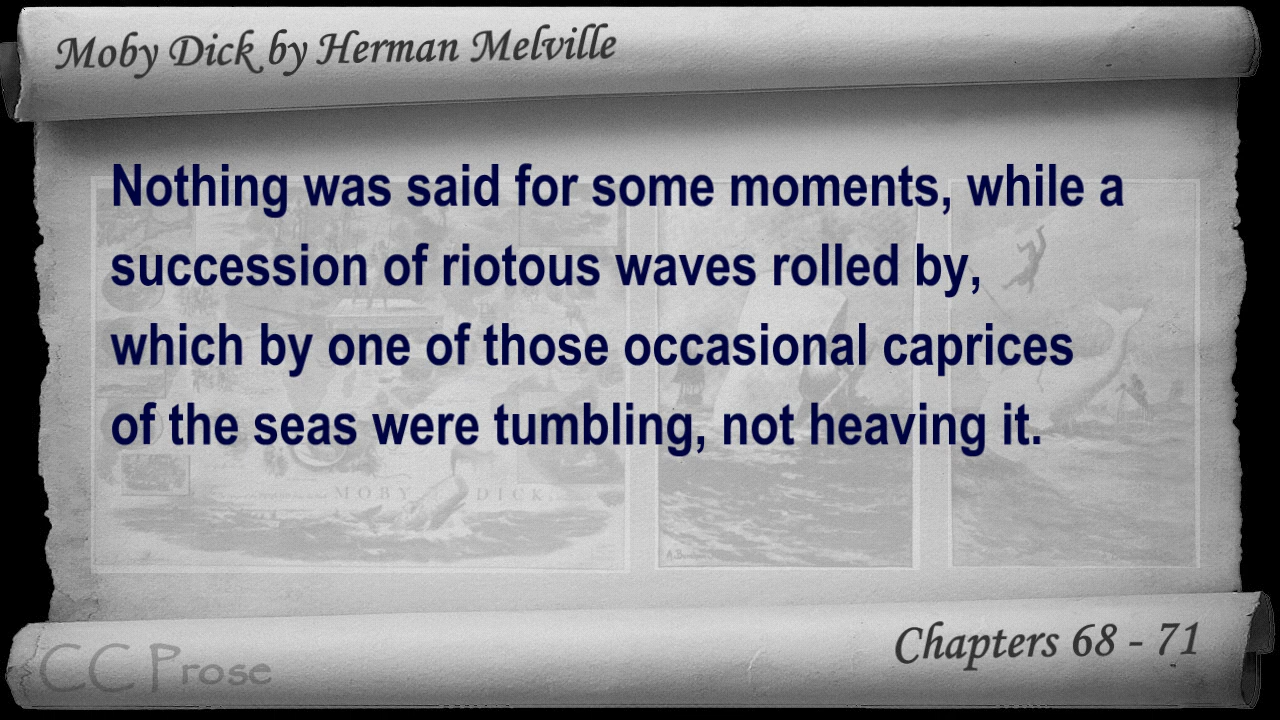 Moby Dick by Herman Melville
Nothing was said for some moments, while a
succession of riotous waves rolled by,
which by one of those occasional caprices
of the seas were tumbling, not heaving it.
MOBY DICK
Chapters 68 - 71
CC Prose